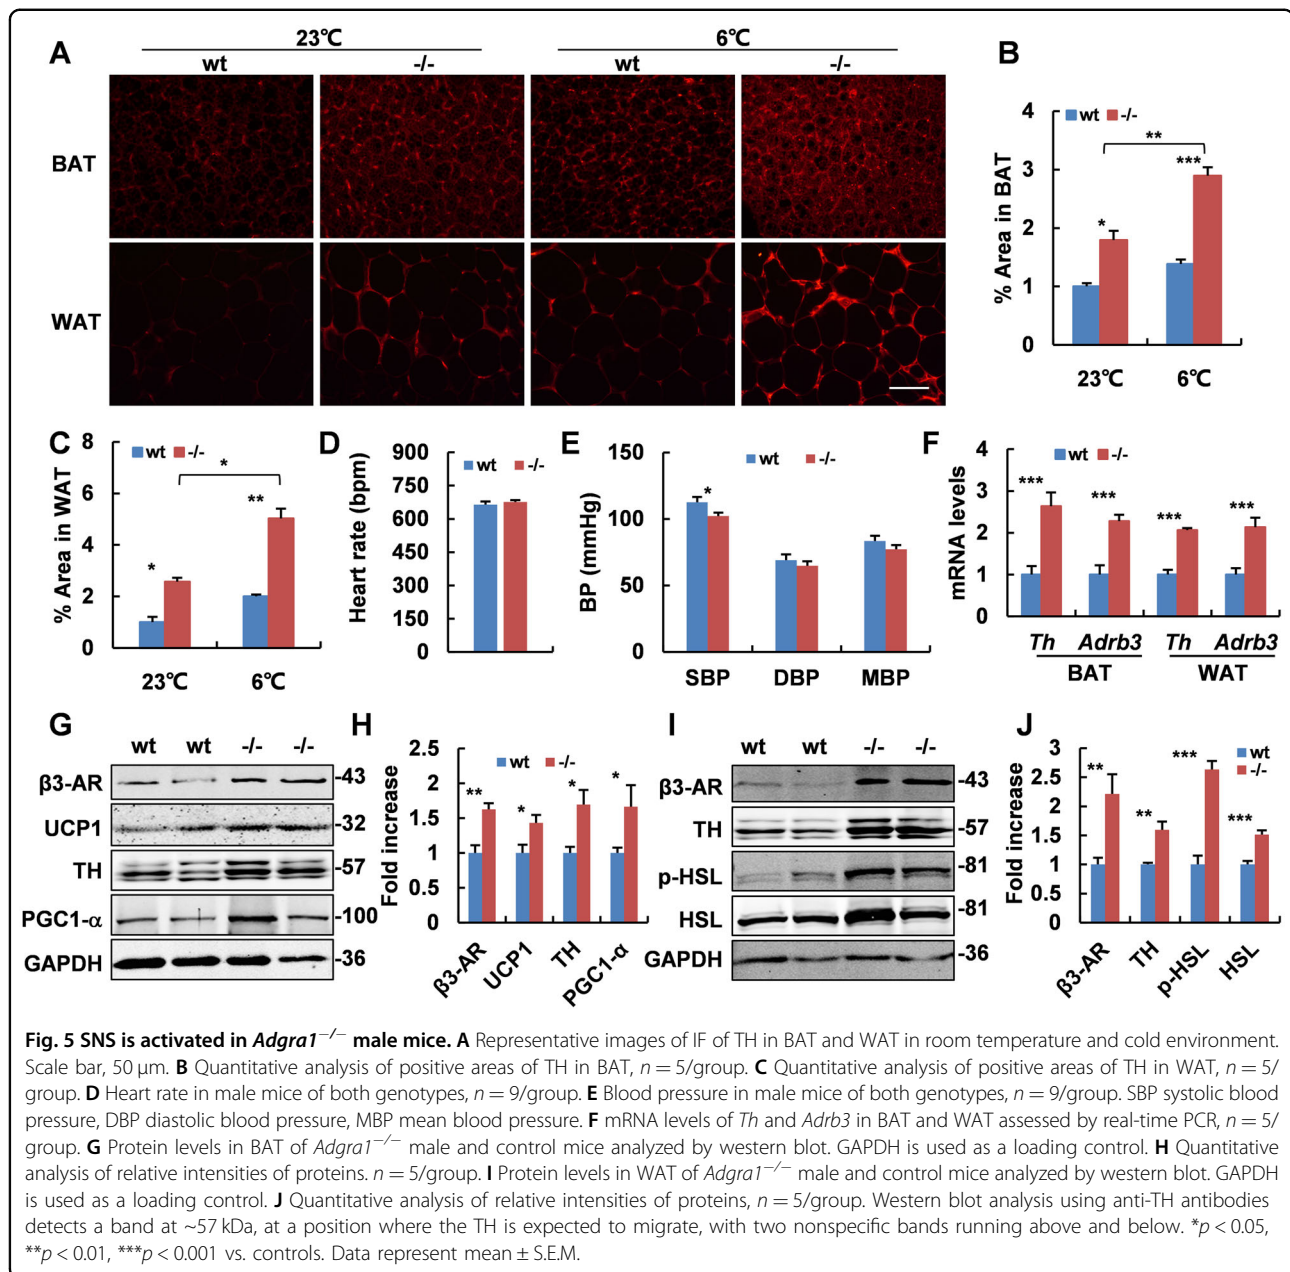 A
23℃
6℃
wt
-/-
wt
-/-
BAT
WAT
B
% Area in BAT
wt -/-
4
3
2
1
0
*
**
***
23℃ 6℃
C
% Area in WAT
wt -/-
8
6
4
2
0
*
*
**
23℃ 6℃
D
Heart rate (bpm)
wt -/-
900
750
600
450
300
150
0
E
BP (mmHg)
wt -/-
150
100
50
0
*
SBP DBP MBP
F
mRNA levels
wt -/-
4
3
2
1
0
*** *** *** ***
Th Adrb3 Th Adrb3
BAT WAT
G
wt wt -/- -/-
β3-AR -43
UCP1 -32
TH -57
PGC1-α -100
GAPDH -36
H
Fold increase
wt
-/-
2.5
2
1.5
1
0.5
0
** * * *
β3-AR UCP1 TH PGC1-α
I
wt wt -/- -/-
β3-AR -43
TH -57
p-HSL -81
HSL -81
GAPDH -36
J
Fold increase
wt
-/-
3
2.5
2
1.5
1
0.5
0
** ** *** ***
β3-AR TH p-HSL HSL
Fig. 5 SNS is activated in Adgra1−/− male mice. A Representative images of IF of TH in BAT and WAT in room temperature and cold environment.
Scale bar, 50 μm. B Quantitative analysis of positive areas of TH in BAT, n = 5/group. C Quantitative analysis of positive areas of TH in WAT, n = 5/
group. D Heart rate in male mice of both genotypes, n = 9/group. E Blood pressure in male mice of both genotypes, n = 9/group. SBP systolic blood
pressure, DBP diastolic blood pressure, MBP mean blood pressure. F mRNA levels of Th and Adrb3 in BAT and WAT assessed by real-time PCR, n = 5/
group. G Protein levels in BAT of Adgra1−/− male and control mice analyzed by western blot. GAPDH is used as a loading control. H Quantitative
analysis of relative intensities of proteins. n = 5/group. I Protein levels in WAT of Adgra1−/− male and control mice analyzed by western blot. GAPDH
is used as a loading control. J Quantitative analysis of relative intensities of proteins, n = 5/group. Western blot analysis using anti-TH antibodies
detects a band at ~57 kDa, at a position where the TH is expected to migrate, with two nonspecific bands running above and below. *p < 0.05,
**p < 0.01, ***p < 0.001 vs. controls. Data represent mean ± S.E.M.